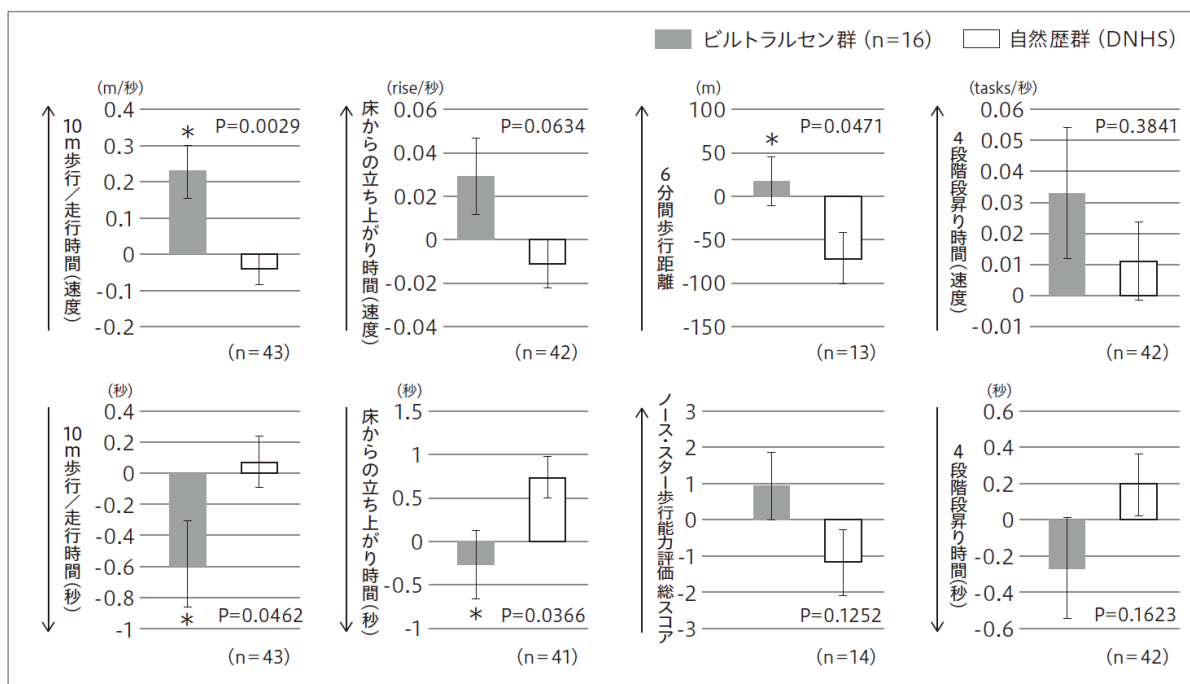 ビルトラルセン群（n=16） 自然歴群（DNHS）
（m/秒）
10m歩行／走行時間（速度）
0.4
0.3
0.2
0.1
0
-0.1
-0.2
P=0.0029
*
（n=43）
（rise/秒）
床からの立ち上がり時間（速度）
0.06
0.04
0.02
0
-0.02
-0.04
P=0.0634
（n=42）
（m）
6分間歩行距離
100
50
0
-50
-100
-150
P=0.0471
*
（n=13）
（tasks/秒）
4段階段昇り時間（速度）
0.06
0.05
0.04
0.03
0.02
0.01
0
-0.01
P=0.3841
（n=42）
（秒）
10m歩行／走行時間（秒）
0.4
0.2
0
-0.2
-0.4
-0.6
-0.8
-1
*
P=0.0462
（n=43）
（秒）
床からの立ち上がり時間（秒）
1.5
1
0.5
0
-0.5
-1
*
P=0.0366
（n=41）
ノース・スター歩行能力評価 総スコア
3
2
1
0
-1
-2
-3
P=0.1252
（n=14）
（秒）
4段階段昇り時間（秒）
0.6
0.4
0.2
0
-0.2
-0.4
-0.6
P=0.1623
（n=42）